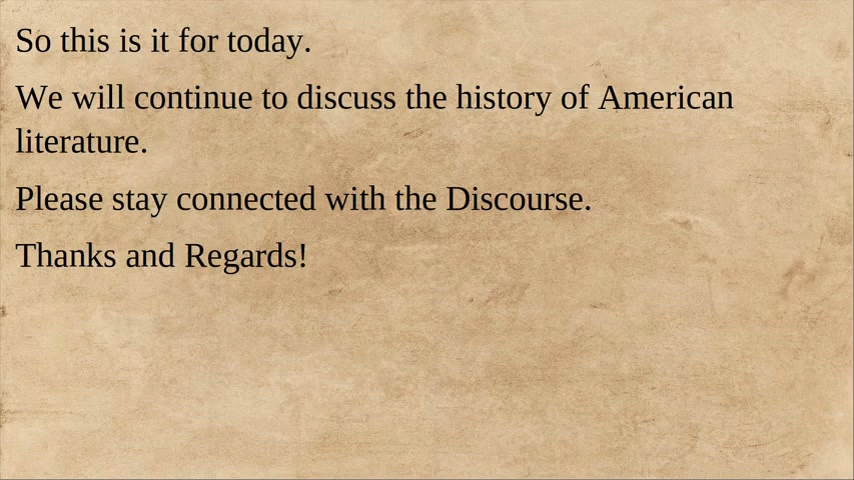 So this is it for today.
We will continue to discuss the history of American
literature.
Please stay connected with the Discourse.
Thanks and Regards!